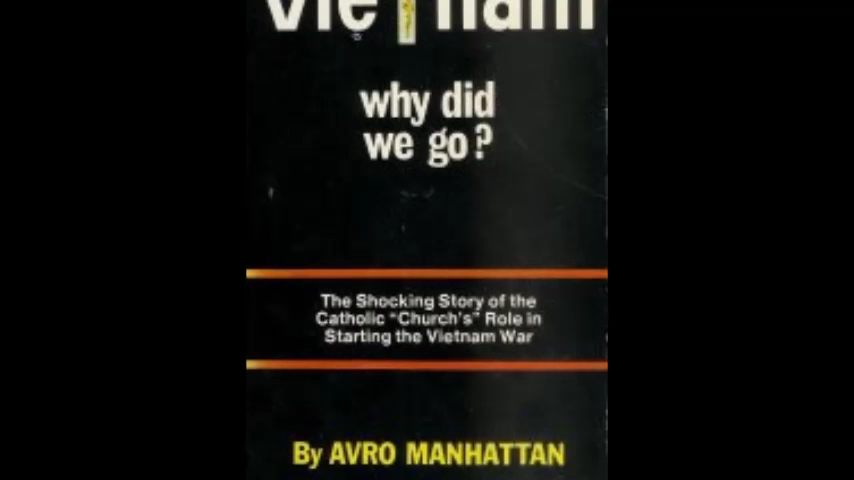 Vietnam
why did
we go?
The Shocking Story of the
Catholic "Church's" Role in
Starting the Vietnam War
By AVRO MANHATTAN